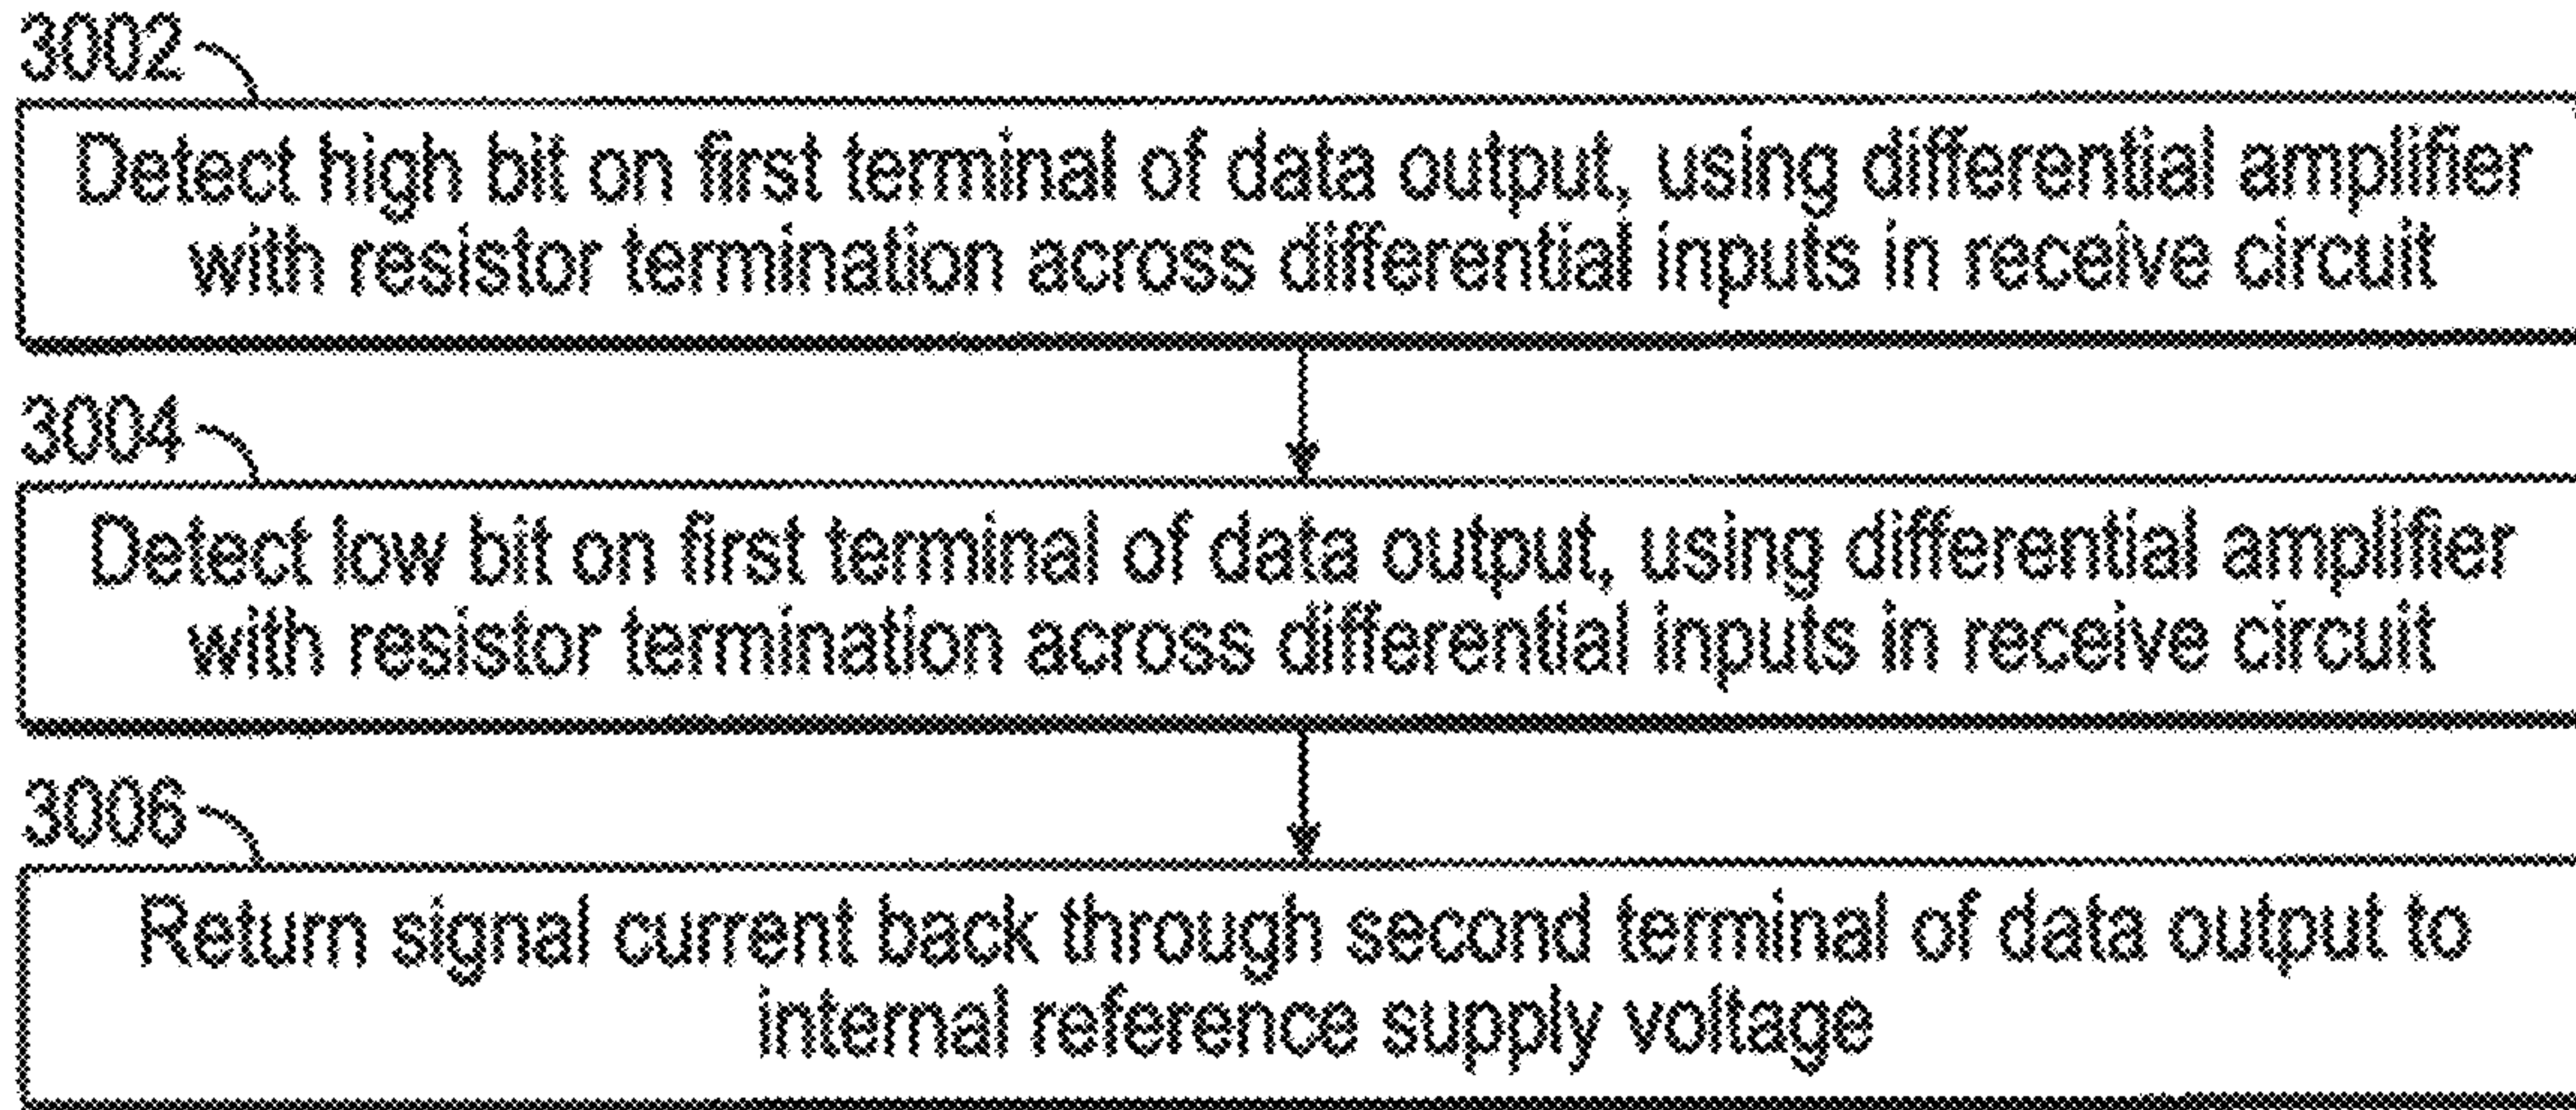 3002
Detect high bit on first terminal of data output, using differential amplifier
with resistor termination across differential inputs in receive circuit
3004
Detect low bit on first terminal of data output, using differential amplifier
with resistor termination across differential inputs in receive circuit
3006
Return signal current back through second terminal of data output to
internal reference supply voltage